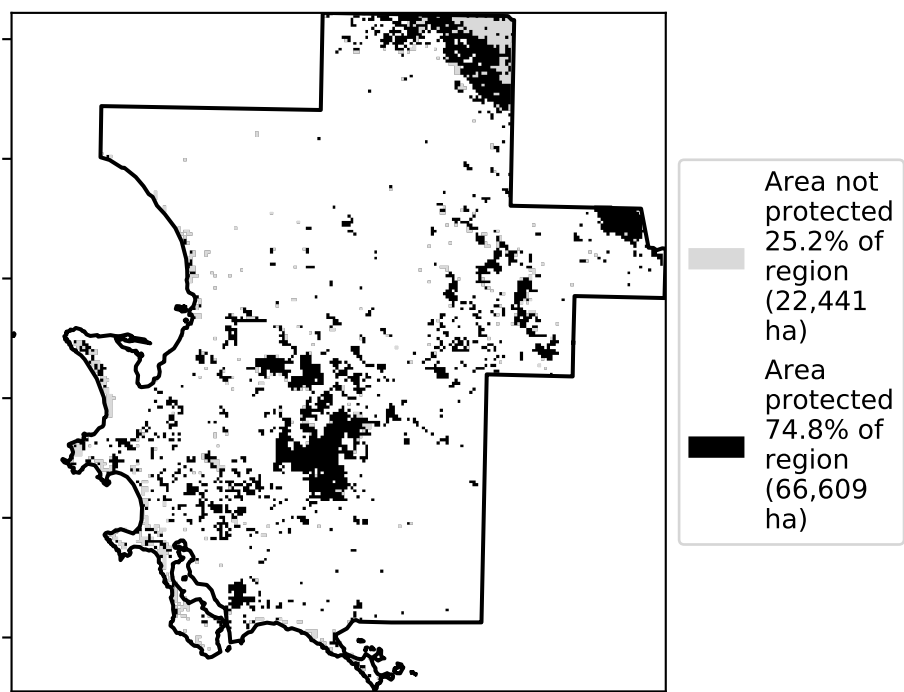 Area not
protected
25.2% of
region
(22,441
ha)
Area
protected
74.8% of
region
(66,609
ha)